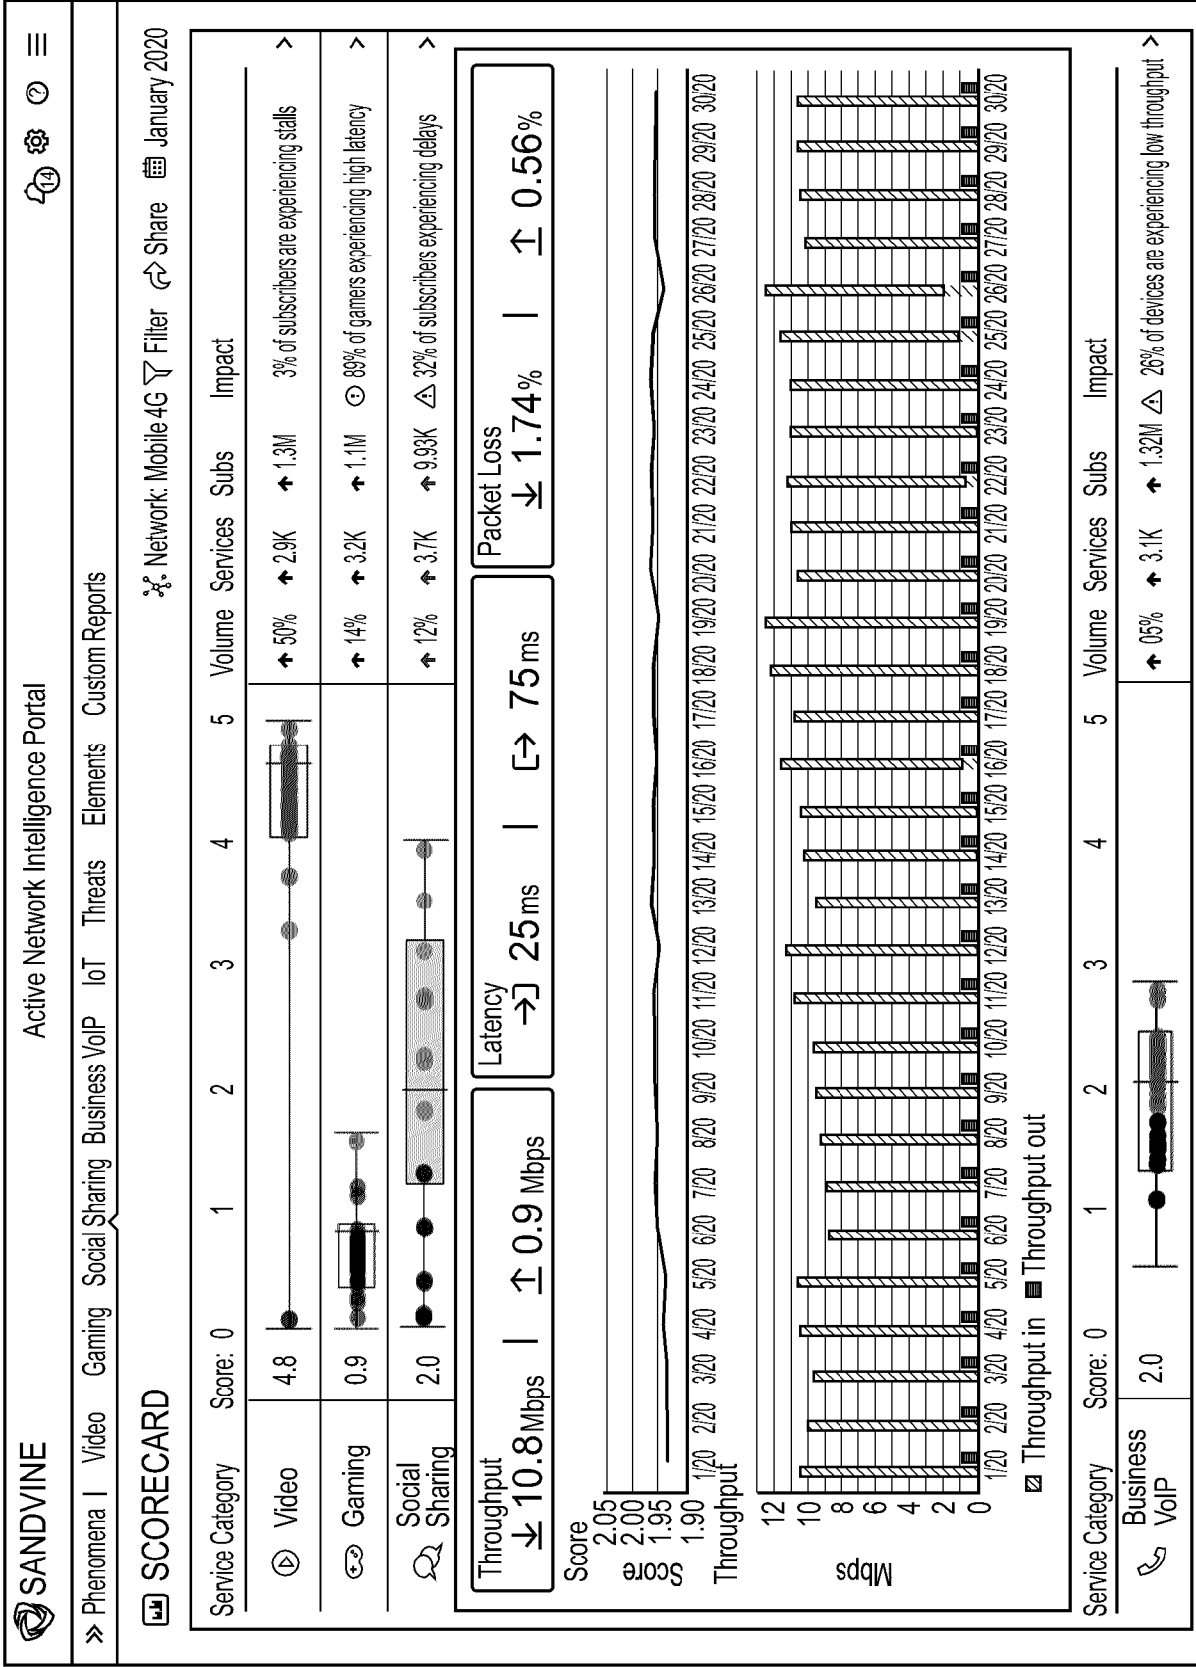 SANDVINE Active Network Intelligence Portal 14
» Phenomena | Video Gaming Social Sharing Business VoIP IoT Threats Elements Custom Reports
SCORECARD Network: Mobile 4G Filter Share January 2020
Service Category Score: 0 1 2 3 4 5 Volume Services Subs Impact
Video 4.8 50% 2.9K 1.3M 3% of subscribers are experiencing stalls
Gaming 0.9 14% 3.2K 1.1M 89% of gamers experiencing high latency
Social
Sharing 2.0 12% 3.7K 9.93K 32% of subscribers experiencing delays
Throughput
10.8 Mbps | 0.9 Mbps
Latency
25 ms | 75 ms
Packet Loss
1.74% | 0.56%
Score
2.05
2.00
1.95
1.90
Score
1/20 2/20 3/20 4/20 5/20 6/20 7/20 8/20 9/20 10/20 11/20 12/20 13/20 14/20 15/20 16/20 17/20 18/20 19/20 20/20 21/20 22/20 23/20 24/20 25/20 26/20 27/20 28/20 29/20 30/20
Throughput
12
10
8
6
4
2
0
Mbps
1/20 2/20 3/20 4/20 5/20 6/20 7/20 8/20 9/20 10/20 11/20 12/20 13/20 14/20 15/20 16/20 17/20 18/20 19/20 20/20 21/20 22/20 23/20 24/20 25/20 26/20 27/20 28/20 29/20 30/20
Throughput in Throughput out
Service Category Score: 0 1 2 3 4 5 Volume Services Subs Impact
Business
VoIP 2.0 05% 3.1K 1.32M 26% of devices are experiencing low throughput